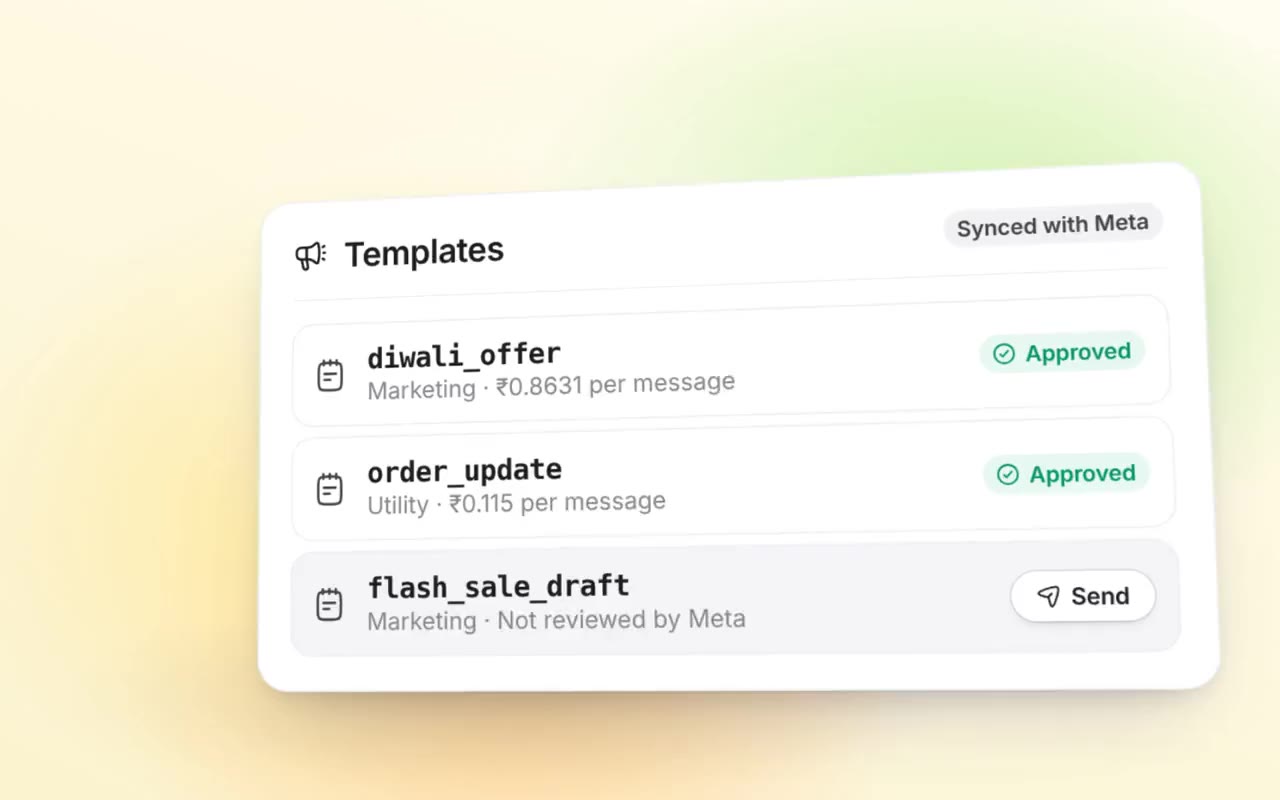 Templates
Synced with Meta
diwali_offer
Marketing · ₹0.8631 per message
Approved
order_update
Utility · ₹0.115 per message
Approved
flash_sale_draft
Marketing · Not reviewed by Meta
Send